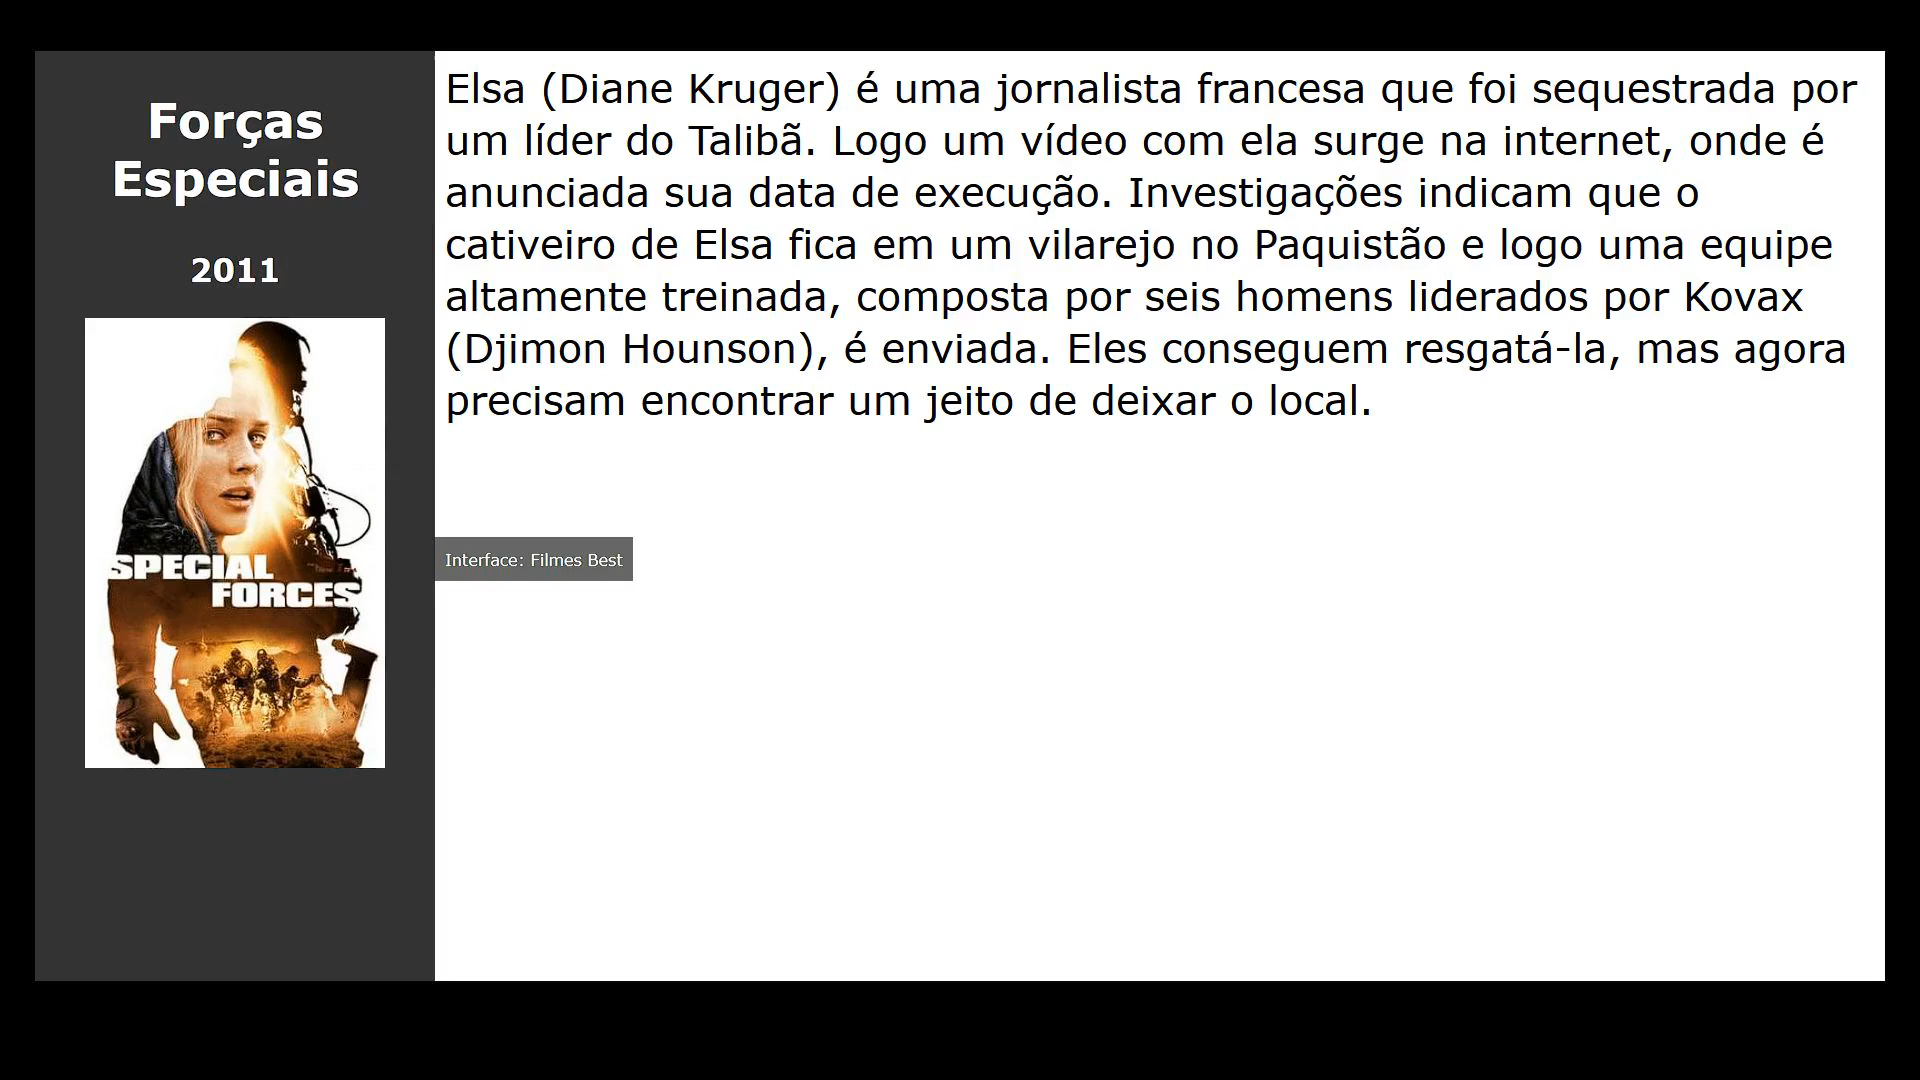 Forças
Especiais
2011
SPECIAL
FORCES
Elsa (Diane Kruger) é uma jornalista francesa que foi sequestrada por
um líder do Talibã. Logo um vídeo com ela surge na internet, onde é
anunciada sua data de execução. Investigações indicam que o
cativeiro de Elsa fica em um vilarejo no Paquistão e logo uma equipe
altamente treinada, composta por seis homens liderados por Kovax
(Djimon Hounson), é enviada. Eles conseguem resgatá-la, mas agora
precisam encontrar um jeito de deixar o local.
Interface: Filmes Best